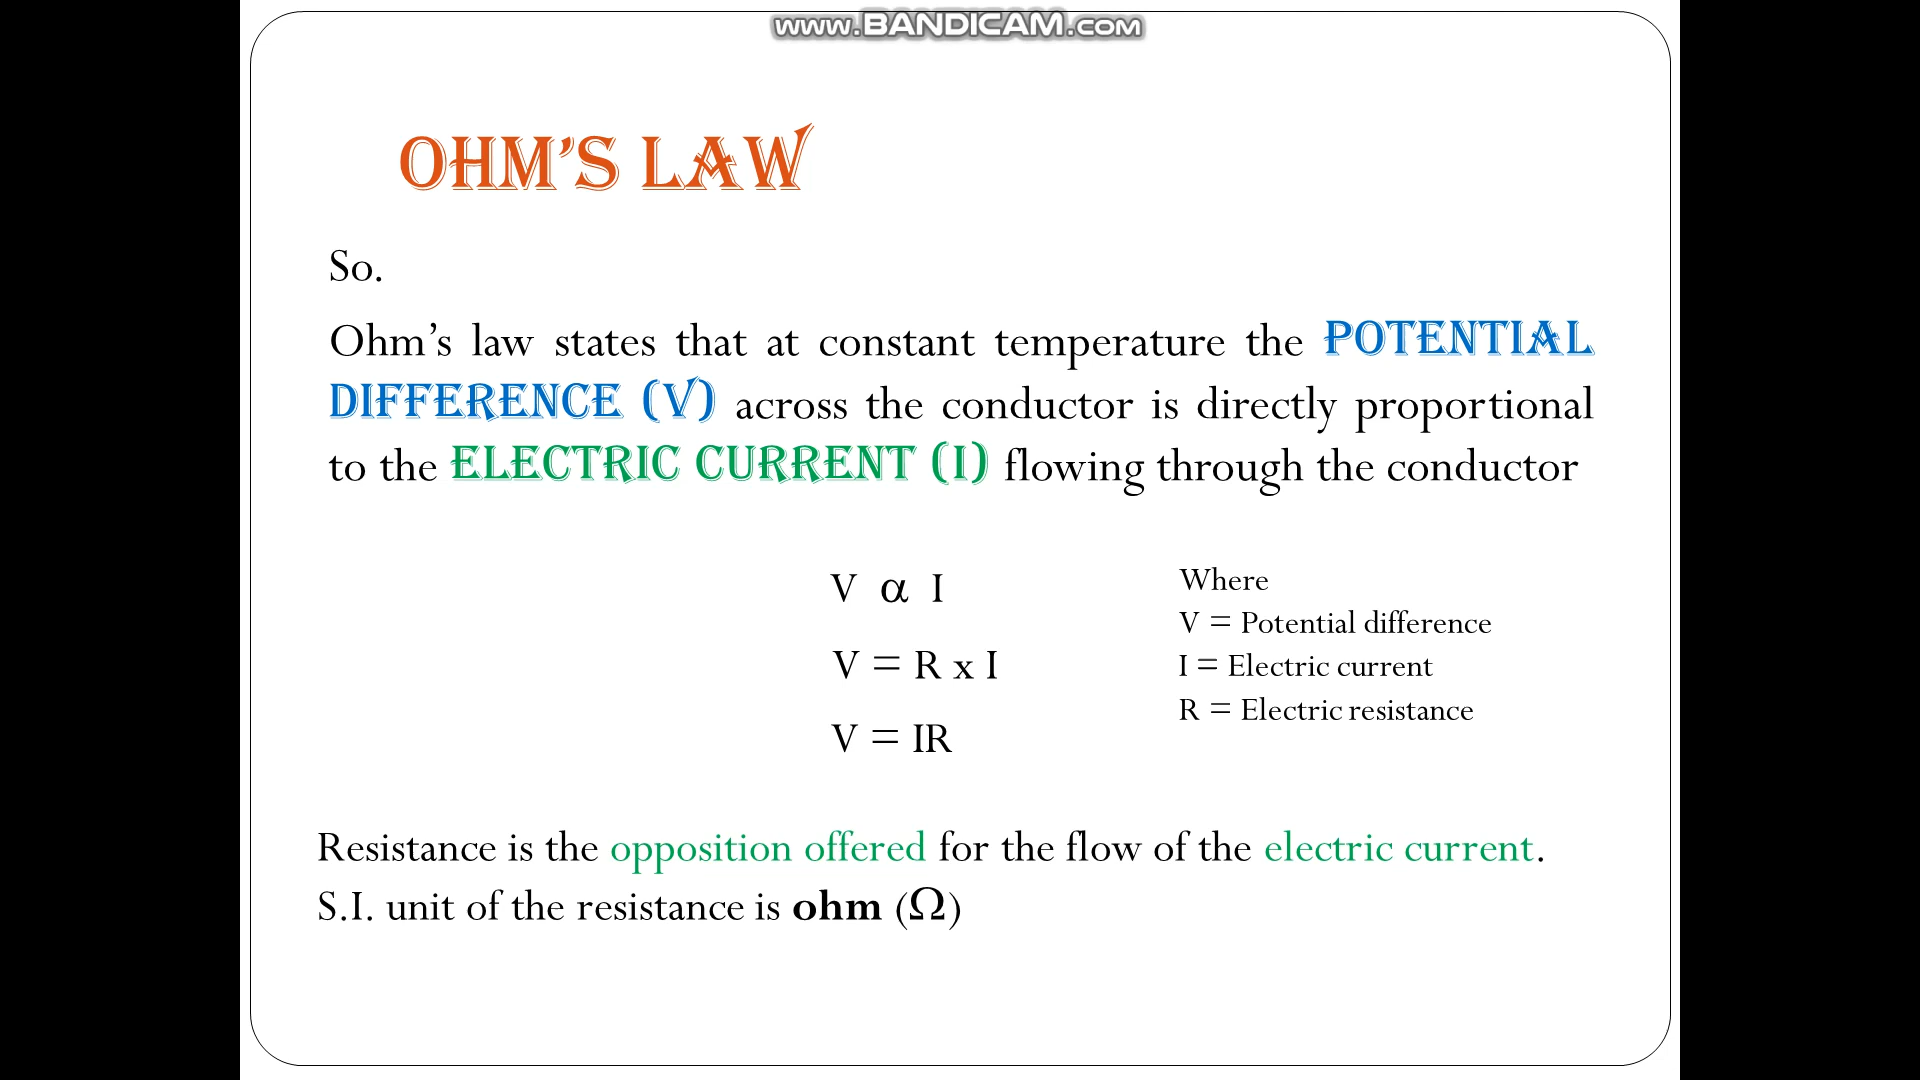 www.BANDICAM.com
OHM'S LAW
So.
Ohm's law states that at constant temperature the POTENTIAL
DIFFERENCE (V) across the conductor is directly proportional
to the ELECTRIC CURRENT (I) flowing through the conductor
V α I
V = R x I
V = IR
Where
V = Potential difference
I = Electric current
R = Electric resistance
Resistance is the opposition offered for the flow of the electric current.
S.I. unit of the resistance is ohm (Ω)